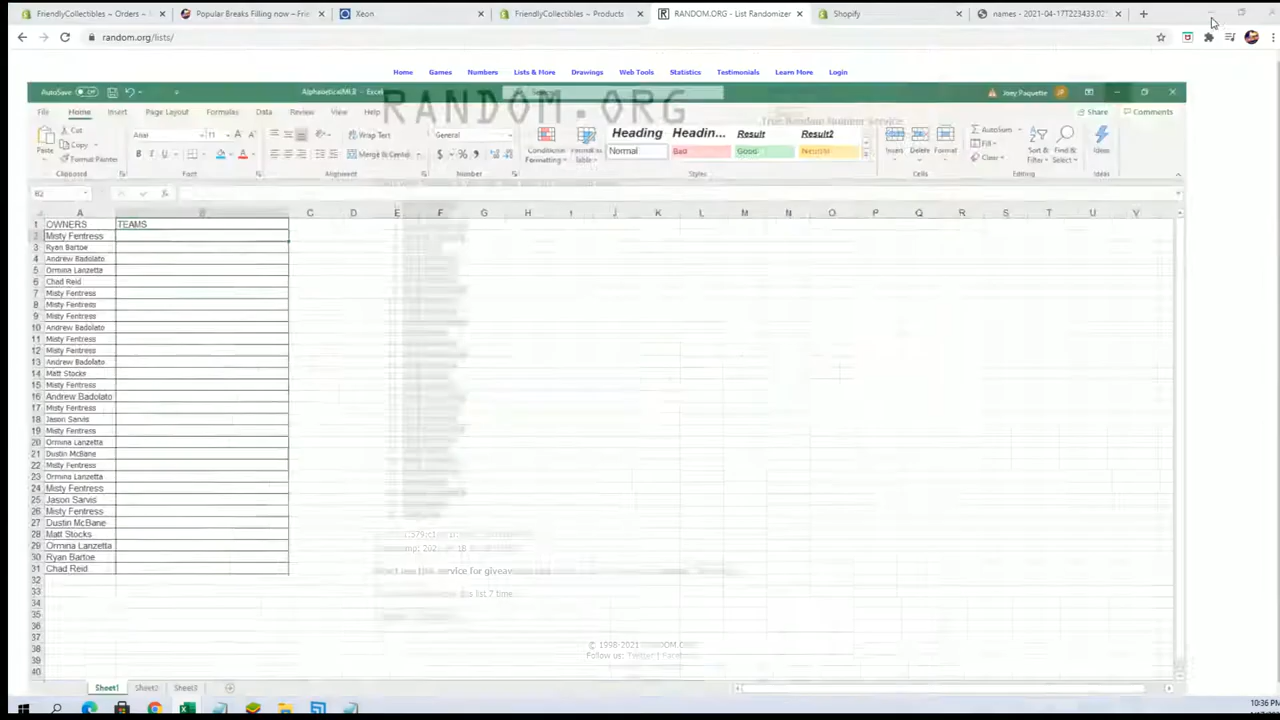 FriendlyCollectibles ~ Orders ~
Popular Breaks Filling now – Frie
Xèon
FriendlyCollectibles ~ Products
RANDOM.ORG - List Randomizer
Shopify
names - 2021-04-17T223433.02
random.org/lists/
Home Games Numbers Lists & More Drawings Web Tools Statistics Testimonials Learn More Login
AutoSave Off
AlphabeticalMLB - Excel
Joey Paquette
RANDOM.ORG
True Random Number Service
File Home Insert Page Layout Formulas Data Review View Help
Share Comments
Cut
Copy
Format Painter
Paste
Arial 11
Wrap Text
Merge & Center
General
Conditional Formatting
Format as Table
Heading Headin... Result Result2
Normal Bad Good Neutral
Insert Delete Format
AutoSum
Fill
Clear
Sort & Filter
Find & Select
Ideas
Clipboard Font Alignment Number Styles Cells Editing Ideas
B2
A B C D E F G H I J K L M N O P Q R S T U V
1 OWNERS TEAMS
2 Misty Fentress
3 Ryan Bartoe
4 Andrew Badolato
5 Ormina Lanzetta
6 Chad Reid
7 Misty Fentress
8 Misty Fentress
9 Misty Fentress
10 Andrew Badolato
11 Misty Fentress
12 Misty Fentress
13 Andrew Badolato
14 Matt Stocks
15 Misty Fentress
16 Andrew Badolato
17 Misty Fentress
18 Jason Sarvis
19 Misty Fentress
20 Ormina Lanzetta
21 Dustin McBane
22 Misty Fentress
23 Ormina Lanzetta
24 Misty Fentress
25 Jason Sarvis
26 Misty Fentress
27 Dustin McBane
28 Matt Stocks
29 Ormina Lanzetta
30 Ryan Bartoe
31 Chad Reid
32
33
34
35
36
37
38
39
40
service for giveaw
list 7 time
© 1998-2021 RANDOM.ORG
Follow us: Twitter | Facebook
Sheet1 Sheet2 Sheet3
10:36 PM